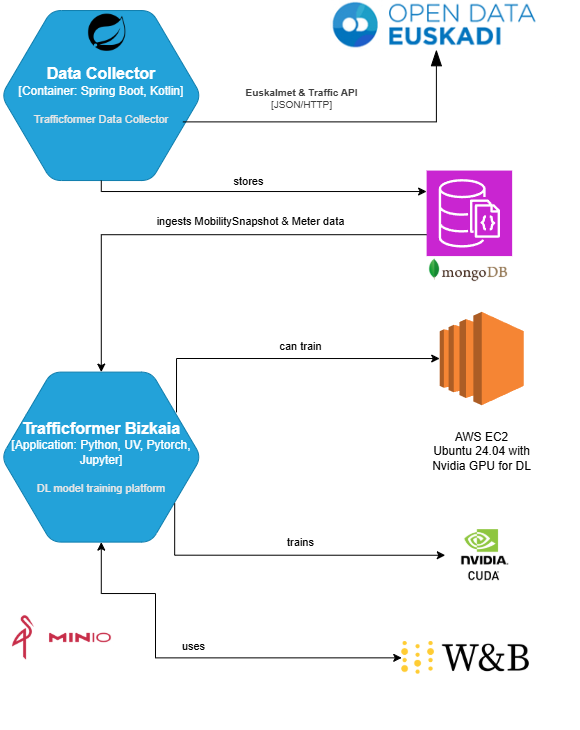 OPEN DATA
EUSKADI
Data Collector
[Container: Spring Boot, Kotlin]
Trafficformer Data Collector
Euskalmet & Traffic API
[JSON/HTTP]
stores
ingests MobilitySnapshot & Meter data
mongoDB
can train
Trafficformer Bizkaia
[Application: Python, UV, Pytorch,
Jupyter]
DL model training platform
AWS EC2
Ubuntu 24.04 with
Nvidia GPU for DL
trains
NVIDIA.
CUDA
MINIO
uses
W&B